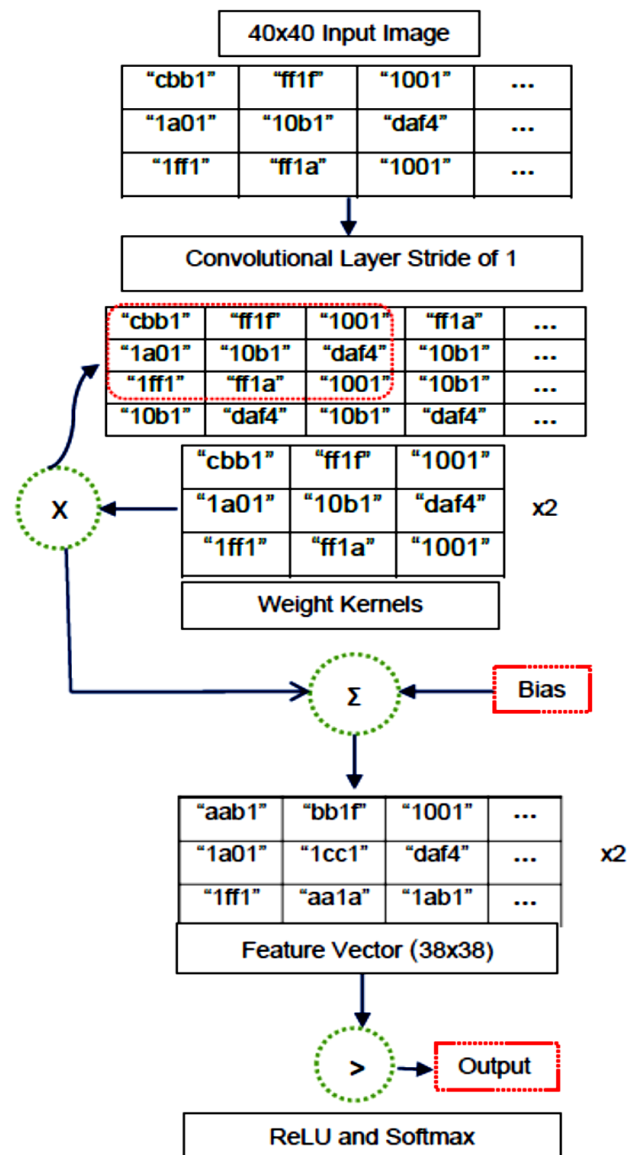 40x40 Input Image
“cbb1” “ff1f” “1001” ...
“1a01” “10b1” “daf4” ...
“1ff1” “ff1a” “1001” ...
Convolutional Layer Stride of 1
“cbb1” “ff1f” “1001” “ff1a” ...
“1a01” “10b1” “daf4” “10b1” ...
“1ff1” “ff1a” “1001” “10b1” ...
“10b1” “daf4” “10b1” “daf4” ...
“cbb1” “ff1f” “1001”
X “1a01” “10b1” “daf4” x2
“1ff1” “ff1a” “1001”
Weight Kernels
Σ Bias
“aab1” “bb1f” “1001” ...
“1a01” “1cc1” “daf4” ... x2
“1ff1” “aa1a” “1ab1” ...
Feature Vector (38x38)
> Output
ReLU and Softmax